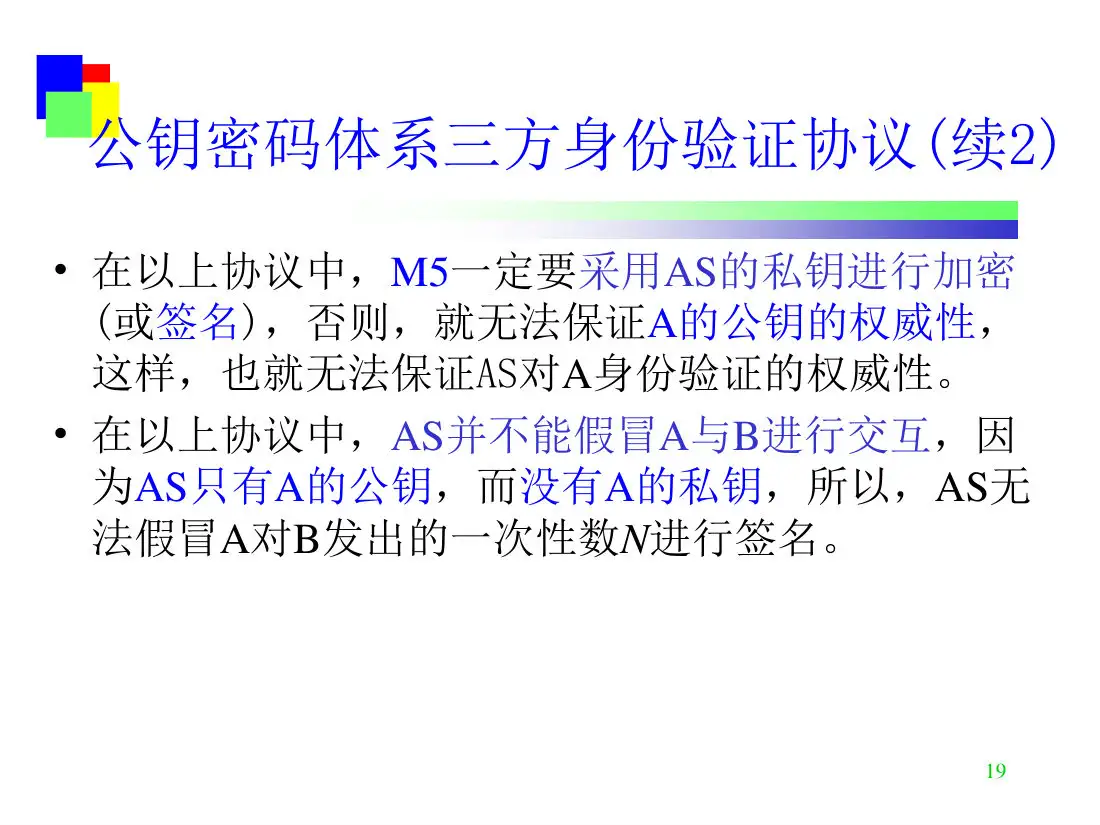 公钥密码体系三方身份验证协议(续2)
• 在以上协议中，M5一定要采用AS的私钥进行加密
(或签名)，否则，就无法保证A的公钥的权威性，
这样，也就无法保证AS对A身份验证的权威性。
• 在以上协议中，AS并不能假冒A与B进行交互，因
为AS只有A的公钥，而没有A的私钥，所以，AS无
法假冒A对B发出的一次性数N进行签名。
19